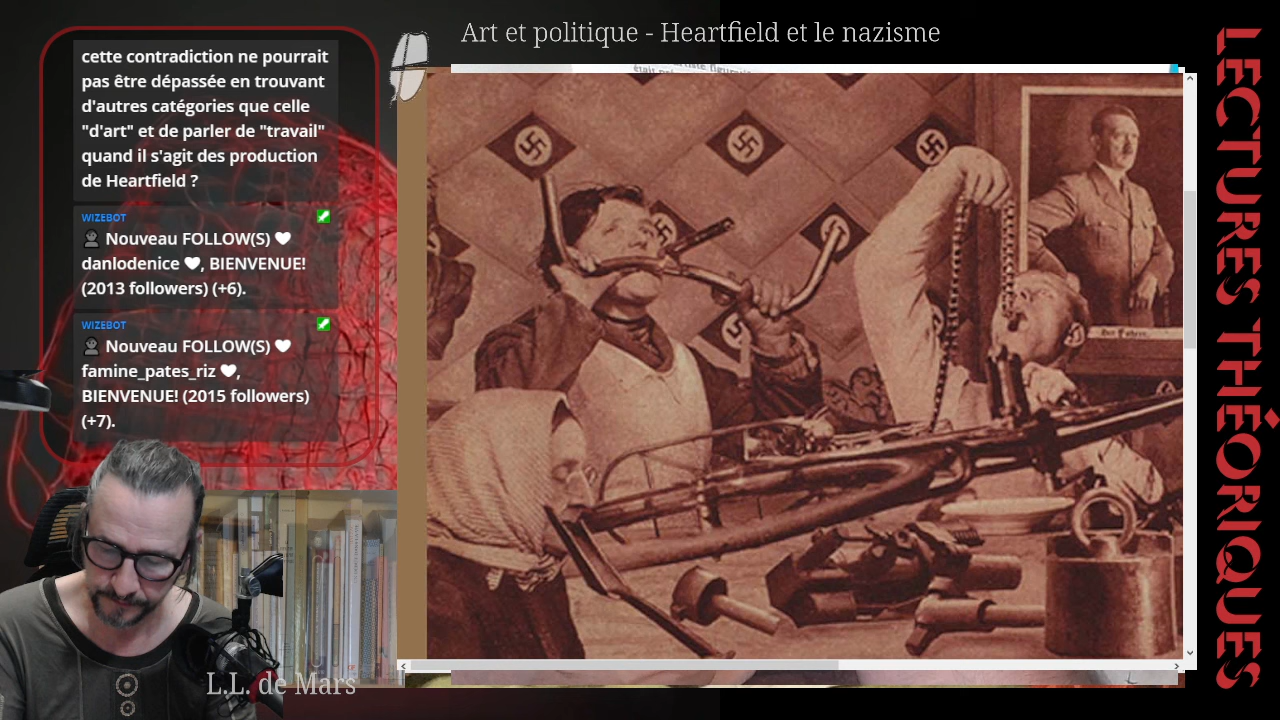 Art et politique - Heartfield et le nazisme
cette contradiction ne pourrait
pas être dépassée en trouvant
d'autres catégories que celle
"d'art" et de parler de "travail"
quand il s'agit des production
de Heartfield ?
WIZEBOT
Nouveau FOLLOW(S)
danlodenice , BIENVENUE!
(2013 followers) (+6).
WIZEBOT
Nouveau FOLLOW(S)
famine_pates_riz ,
BIENVENUE! (2015 followers)
(+7).
L.L. de Mars
LECTURES THÉORIQUES